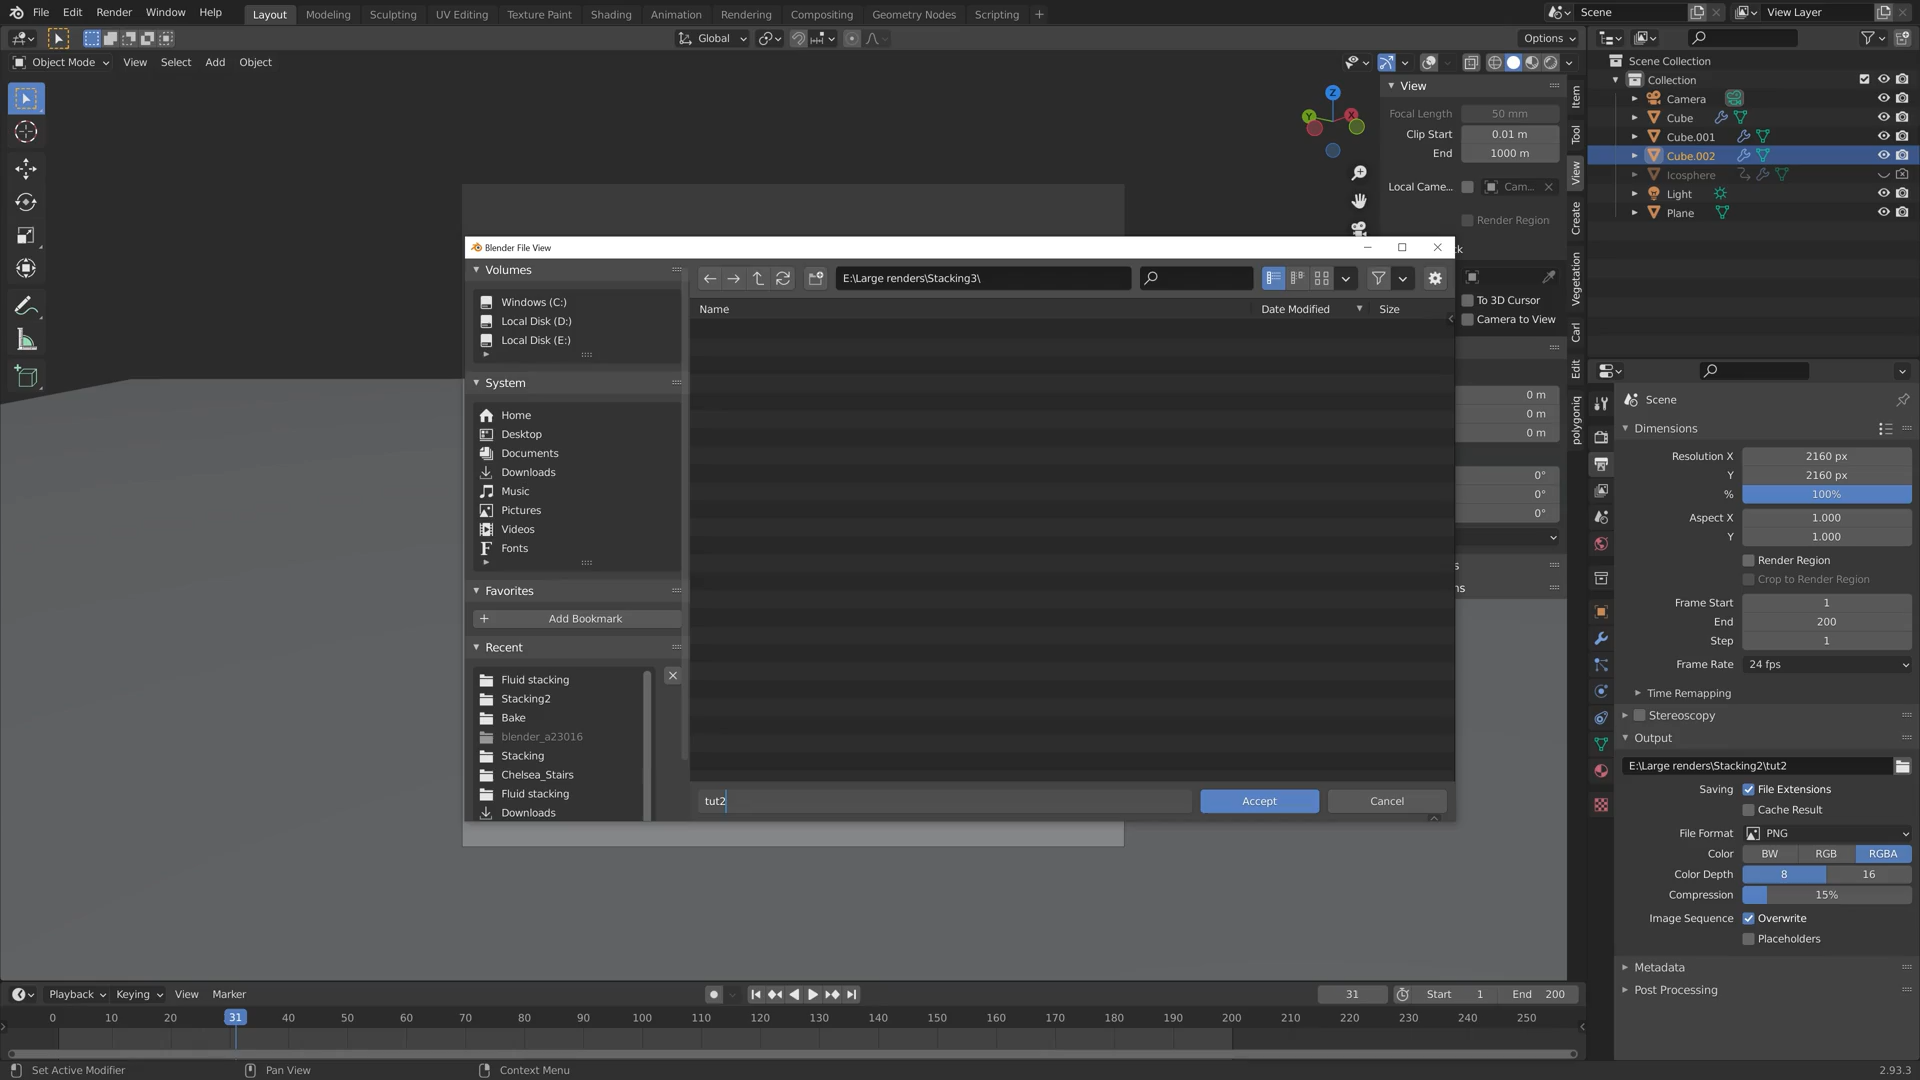 File Edit Render Window Help Layout Modeling Sculpting UV Editing Texture Paint Shading Animation Rendering Compositing Geometry Nodes Scripting + Scene View Layer
Global Options
Object Mode View Select Add Object
Scene Collection
Collection
Camera
Cube
Cube.001
Cube.002
Icosphere
Light
Plane
Z
Y
X
View
Focal Length 50 mm
Clip Start 0.01 m
End 1000 m
Local Came... Cam...
Render Region
ck
To 3D Cursor
Camera to View
0 m
0 m
0 m
0°
0°
0°
s
ns
Item
Tool
View
Create
Vegetation
Carl
Edit
polygoniq
Blender File View
Volumes
Windows (C:)
Local Disk (D:)
Local Disk (E:)
System
Home
Desktop
Documents
Downloads
Music
Pictures
Videos
Fonts
Favorites
Add Bookmark
Recent
Fluid stacking
Stacking2
Bake
blender_a23016
Stacking
Chelsea_Stairs
Fluid stacking
Downloads
E:\Large renders\Stacking3\
Name Date Modified Size
tut2 Accept Cancel
Scene
Dimensions
Resolution X 2160 px
Y 2160 px
% 100%
Aspect X 1.000
Y 1.000
Render Region
Crop to Render Region
Frame Start 1
End 200
Step 1
Frame Rate 24 fps
Time Remapping
Stereoscopy
Output
E:\Large renders\Stacking2\tut2
Saving File Extensions
Cache Result
File Format PNG
Color BW RGB RGBA
Color Depth 8 16
Compression 15%
Image Sequence Overwrite
Placeholders
Metadata
Post Processing
Playback Keying View Marker 31 Start 1 End 200
0 10 20 31 40 50 60 70 80 90 100 110 120 130 140 150 160 170 180 190 200 210 220 230 240 250
Set Active Modifier Pan View Context Menu 2.93.3